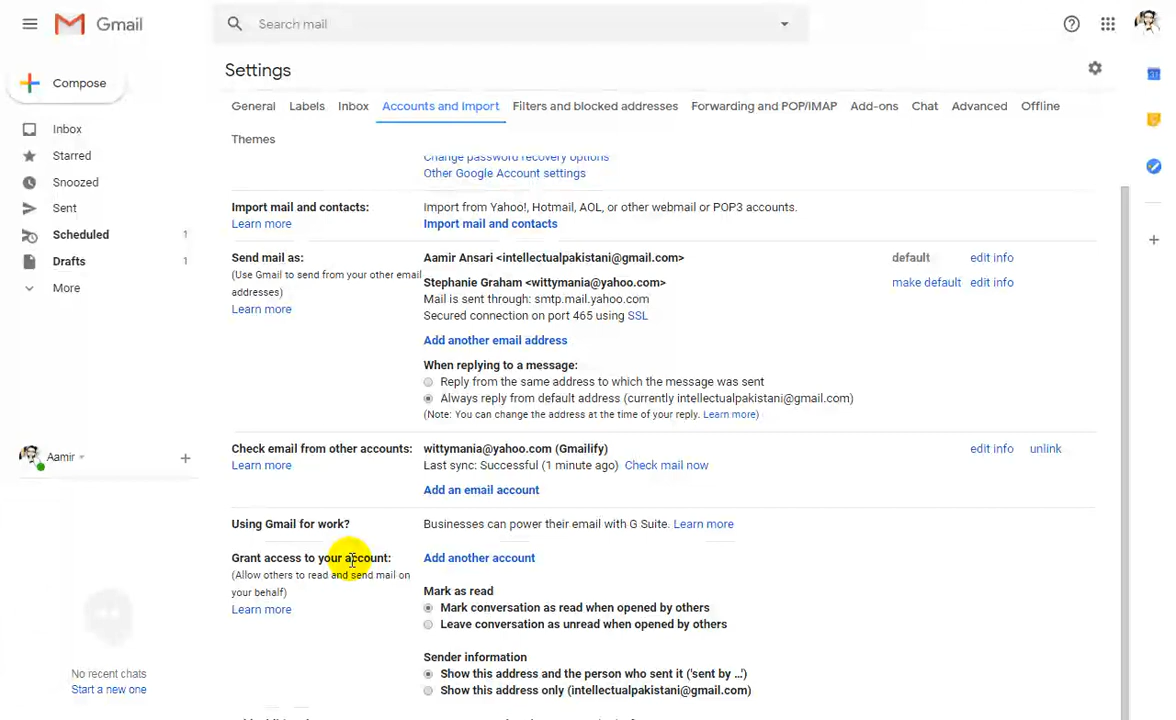 Gmail
Search mail
Compose
Inbox
Starred
Snoozed
Sent
Scheduled 1
Drafts 1
More
Aamir
No recent chats
Start a new one
Settings
General Labels Inbox Accounts and Import Filters and blocked addresses Forwarding and POP/IMAP Add-ons Chat Advanced Offline
Themes
Change password recovery options
Other Google Account settings
Import mail and contacts:
Learn more
Import from Yahoo!, Hotmail, AOL, or other webmail or POP3 accounts.
Import mail and contacts
Send mail as:
(Use Gmail to send from your other email
addresses)
Learn more
Aamir Ansari <intellectualpakistani@gmail.com> default edit info
Stephanie Graham <wittymania@yahoo.com> make default edit info
Mail is sent through: smtp.mail.yahoo.com
Secured connection on port 465 using SSL
Add another email address
When replying to a message:
Reply from the same address to which the message was sent
Always reply from default address (currently intellectualpakistani@gmail.com)
(Note: You can change the address at the time of your reply. Learn more)
Check email from other accounts:
Learn more
wittymania@yahoo.com (Gmailify) edit info unlink
Last sync: Successful (1 minute ago) Check mail now
Add an email account
Using Gmail for work?
Businesses can power their email with G Suite. Learn more
Grant access to your account:
(Allow others to read and send mail on
your behalf)
Learn more
Add another account
Mark as read
Mark conversation as read when opened by others
Leave conversation as unread when opened by others
Sender information
Show this address and the person who sent it ('sent by ...')
Show this address only (intellectualpakistani@gmail.com)